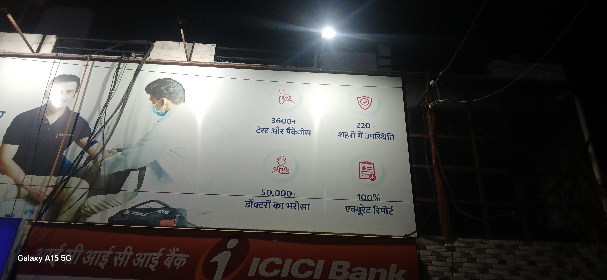 3600+
टेस्ट और पैकेजेस
220+
शहरों में उपस्थिति
50,000+
डॉक्टरों का भरोसा
100%
एक्यूरेट रिपोर्ट
Galaxy A15 5G
आई सी आई सी आई बैंक
ICICI Bank